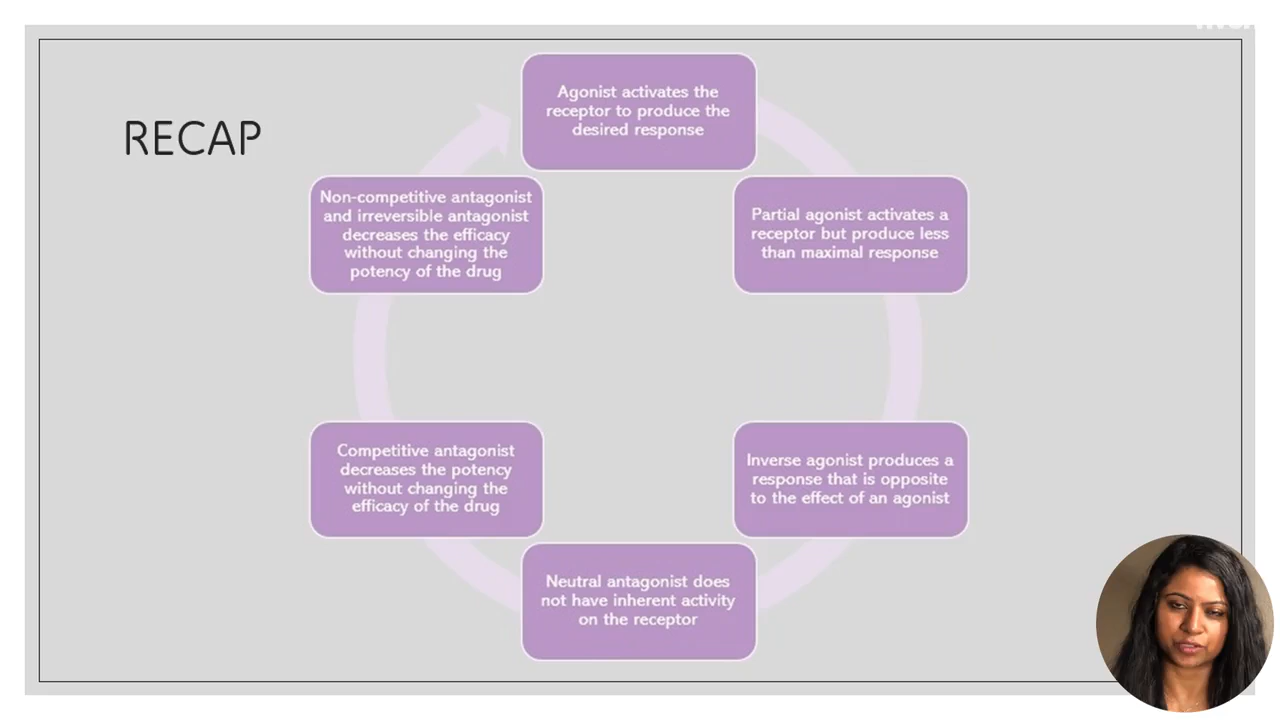 RECAP
Agonist activates the
receptor to produce the
desired response
Partial agonist activates a
receptor but produce less
than maximal response
Inverse agonist produces a
response that is opposite
to the effect of an agonist
Neutral antagonist does
not have inherent activity
on the receptor
Competitive antagonist
decreases the potency
without changing the
efficacy of the drug
Non-competitive antagonist
and irreversible antagonist
decreases the efficacy
without changing the
potency of the drug